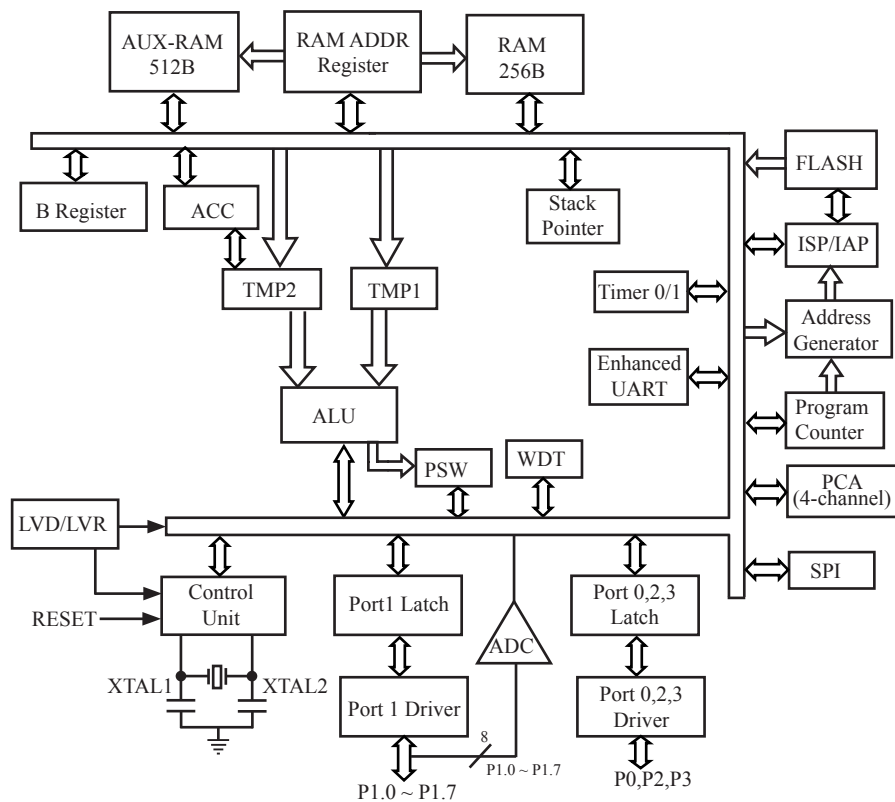 AUX-RAM
512B
RAM ADDR
Register
RAM
256B
FLASH
B Register
ACC
Stack
Pointer
ISP/IAP
TMP2
TMP1
Timer 0/1
Address
Generator
Enhanced
UART
ALU
Program
Counter
PSW
WDT
PCA
(4-channel)
LVD/LVR
SPI
Control
Unit
Port1 Latch
Port 0,2,3
Latch
RESET
ADC
XTAL1
XTAL2
Port 1 Driver
Port 0,2,3
Driver
8
P1.0 ~ P1.7
P1.0 ~ P1.7
P0,P2,P3